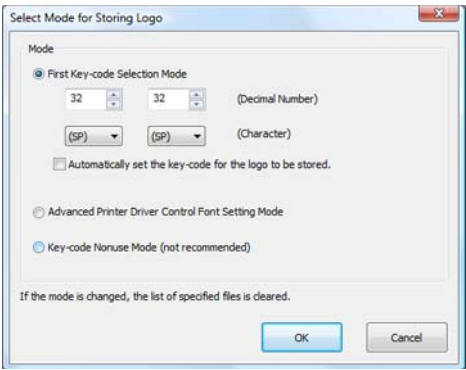 Select Mode for Storing Logo
Mode
First Key-code Selection Mode
32 32 (Decimal Number)
(SP) (SP) (Character)
Automatically set the key-code for the logo to be stored.
Advanced Printer Driver Control Font Setting Mode
Key-code Nonuse Mode (not recommended)
If the mode is changed, the list of specified files is cleared.
OK Cancel